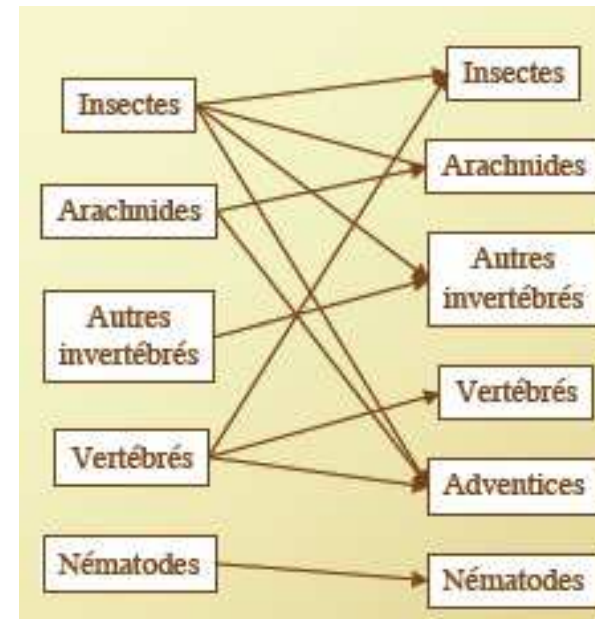 Insectes
Arachnides
Autres
invertébrés
Vertébrés
Nématodes
Insectes
Arachnides
Autres
invertébrés
Vertébrés
Adventices
Nématodes